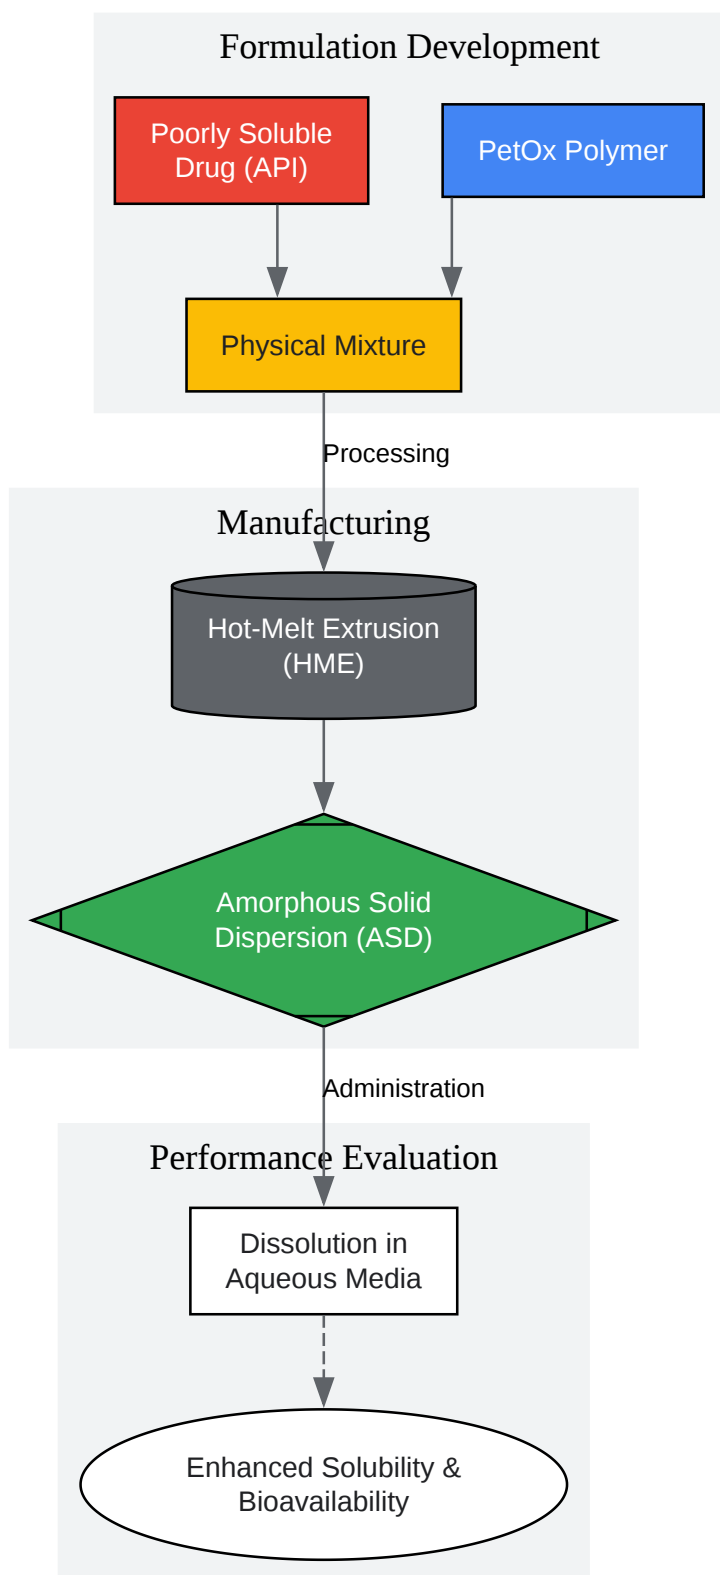 Formulation Development
Poorly Soluble
Drug (API)
PetOx Polymer
Physical Mixture
Processing
Manufacturing
Hot-Melt Extrusion
(HME)
Amorphous Solid
Dispersion (ASD)
Administration
Performance Evaluation
Dissolution in
Aqueous Media
Enhanced Solubility &
Bioavailability